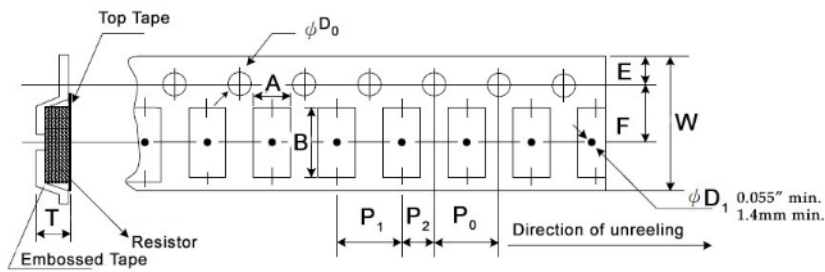 Top Tape
ϕD₀
E
A
F
W
B
ϕD₁ 0.055" min.
1.4mm min.
T
P₁ P₂ P₀
Direction of unreeling
Resistor
Embossed Tape